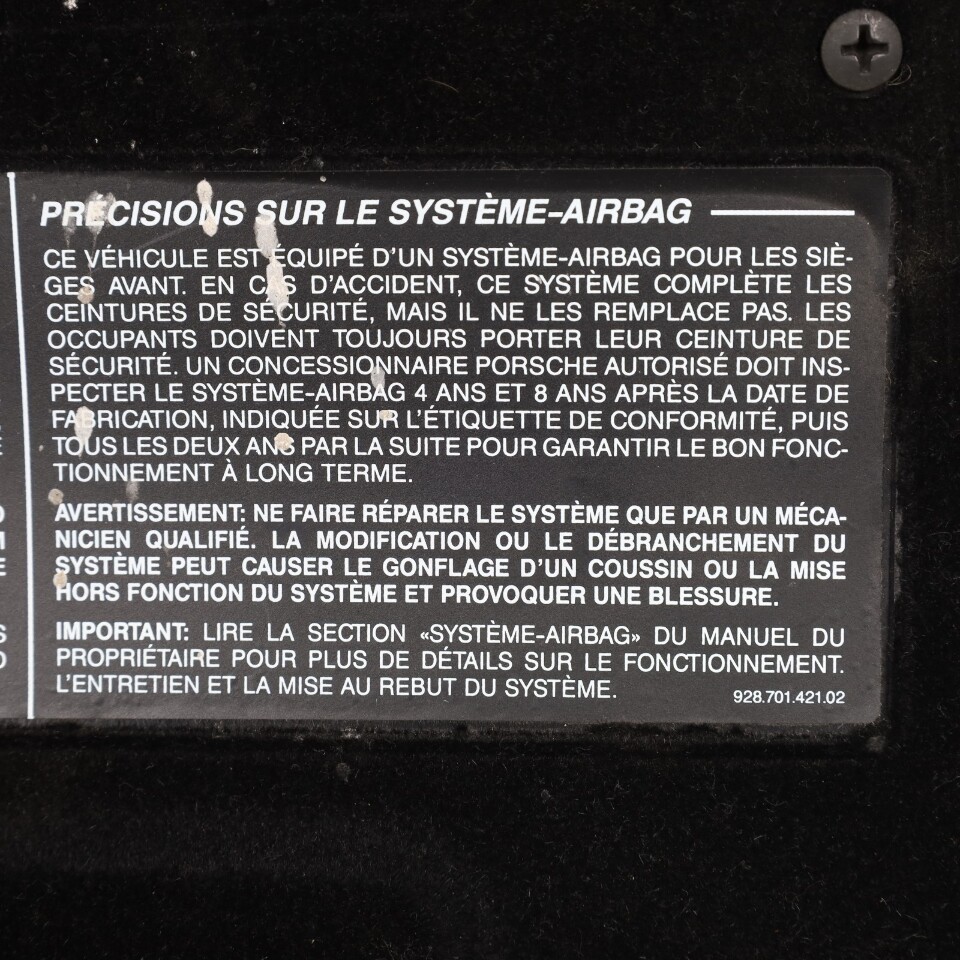 PRÉCISIONS SUR LE SYSTÈME-AIRBAG
CE VÉHICULE EST ÉQUIPÉ D'UN SYSTÈME-AIRBAG POUR LES SIÈ-
GES AVANT. EN CAS D'ACCIDENT, CE SYSTÈME COMPLÈTE LES
CEINTURES DE SÉCURITÉ, MAIS IL NE LES REMPLACE PAS. LES
OCCUPANTS DOIVENT TOUJOURS PORTER LEUR CEINTURE DE
SÉCURITÉ. UN CONCESSIONNAIRE PORSCHE AUTORISÉ DOIT INS-
PECTER LE SYSTÈME-AIRBAG 4 ANS ET 8 ANS APRÈS LA DATE DE
FABRICATION, INDIQUÉE SUR L'ÉTIQUETTE DE CONFORMITÉ, PUIS
TOUS LES DEUX ANS PAR LA SUITE POUR GARANTIR LE BON FONC-
TIONNEMENT À LONG TERME.
AVERTISSEMENT: NE FAIRE RÉPARER LE SYSTÈME QUE PAR UN MÉCA-
NICIEN QUALIFIÉ. LA MODIFICATION OU LE DÉBRANCHEMENT DU
SYSTÈME PEUT CAUSER LE GONFLAGE D'UN COUSSIN OU LA MISE
HORS FONCTION DU SYSTÈME ET PROVOQUER UNE BLESSURE.
IMPORTANT: LIRE LA SECTION «SYSTÈME-AIRBAG» DU MANUEL DU
PROPRIÉTAIRE POUR PLUS DE DÉTAILS SUR LE FONCTIONNEMENT.
L'ENTRETIEN ET LA MISE AU REBUT DU SYSTÈME.
928.701.421.02